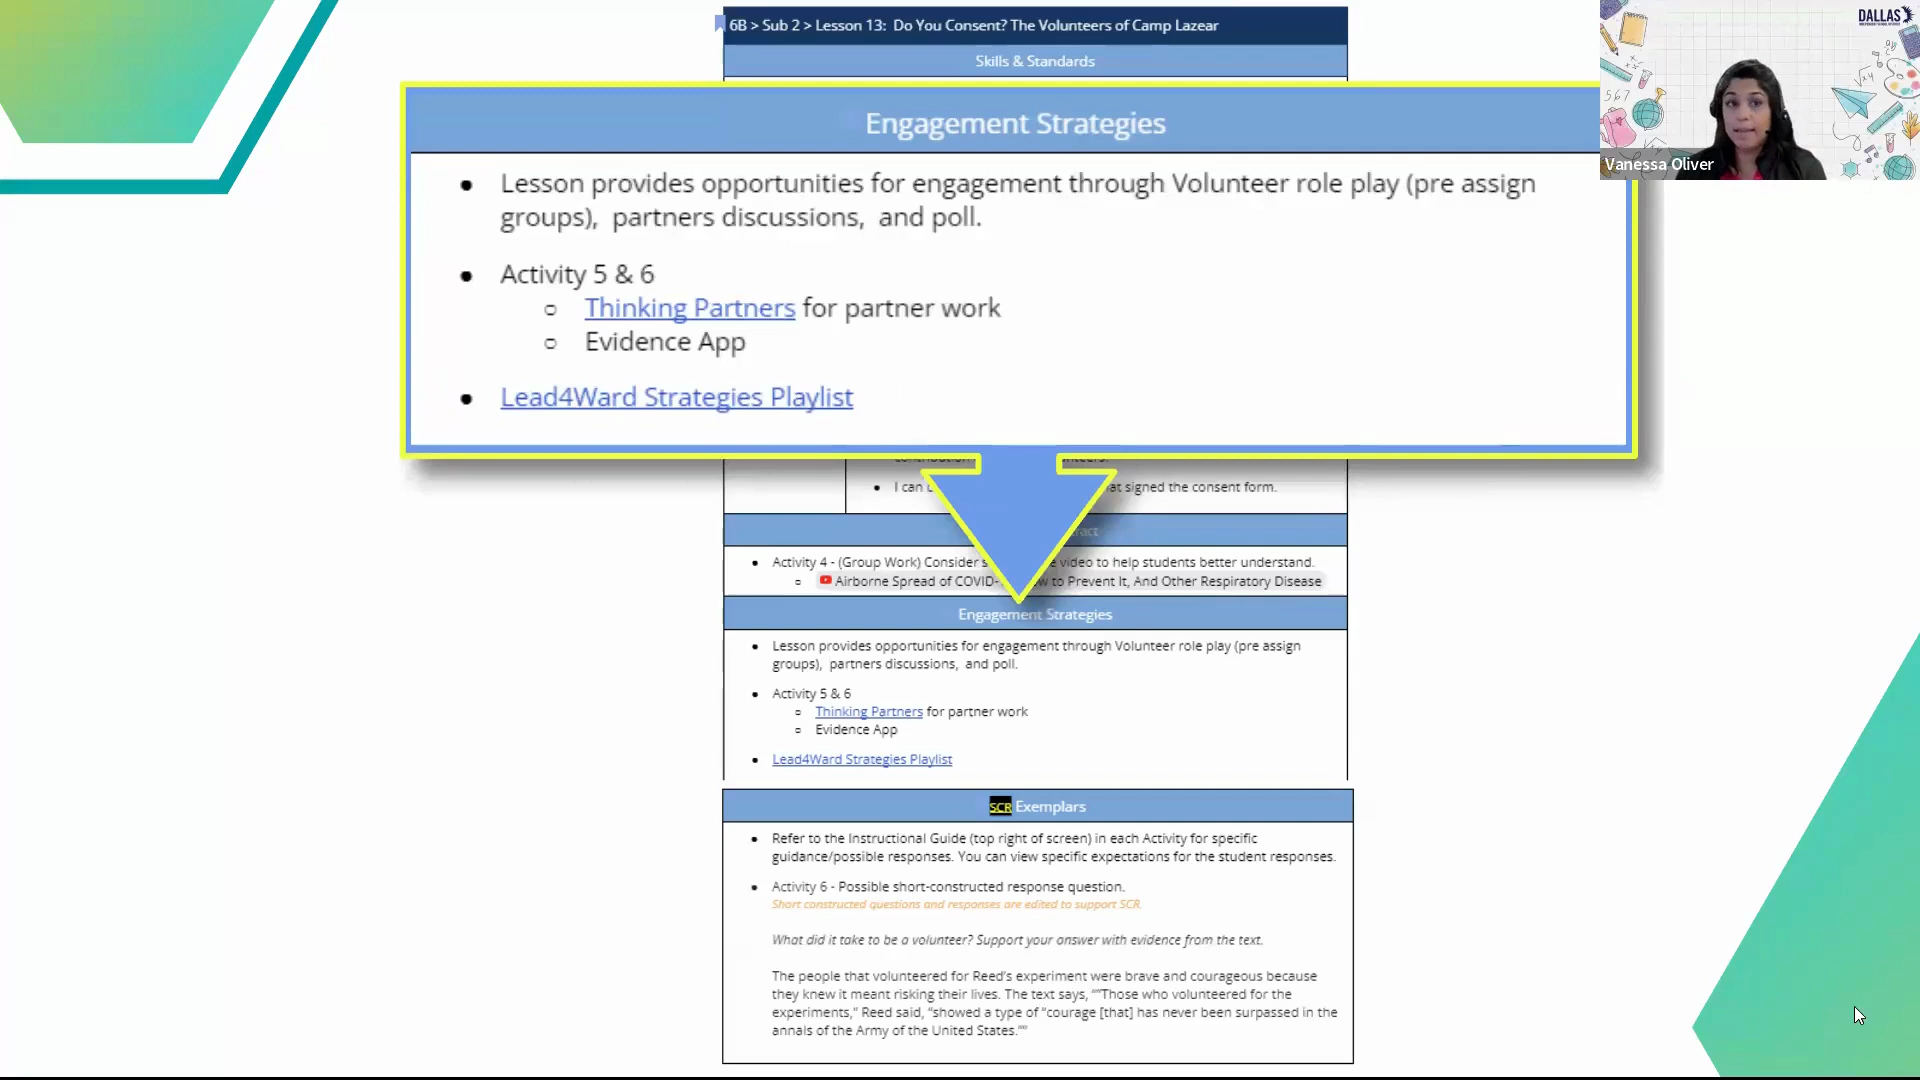 6B > Sub 2 > Lesson 13: Do You Consent? The Volunteers of Camp Lazear
Skills & Standards
DALLAS
Vanessa Oliver
Engagement Strategies
• Lesson provides opportunities for engagement through Volunteer role play (pre assign
groups), partners discussions, and poll.
• Activity 5 & 6
○ Thinking Partners for partner work
○ Evidence App
• Lead4Ward Strategies Playlist
• I can at signed the consent form.
• Activity 4 - (Group Work) Consider video to help students better understand.
○ Airborne Spread of COVID- to Prevent It, And Other Respiratory Disease
Engagement Strategies
• Lesson provides opportunities for engagement through Volunteer role play (pre assign
groups), partners discussions, and poll.
• Activity 5 & 6
○ Thinking Partners for partner work
○ Evidence App
• Lead4Ward Strategies Playlist
SCR Exemplars
• Refer to the Instructional Guide (top right of screen) in each Activity for specific
guidance/possible responses. You can view specific expectations for the student responses.
• Activity 6 - Possible short-constructed response question.
Short constructed questions and responses are edited to support SCR.
What did it take to be a volunteer? Support your answer with evidence from the text.
The people that volunteered for Reed's experiment were brave and courageous because
they knew it meant risking their lives. The text says, "“Those who volunteered for the
experiments,” Reed said, “showed a type of “courage [that] has never been surpassed in the
annals of the Army of the United States.”"